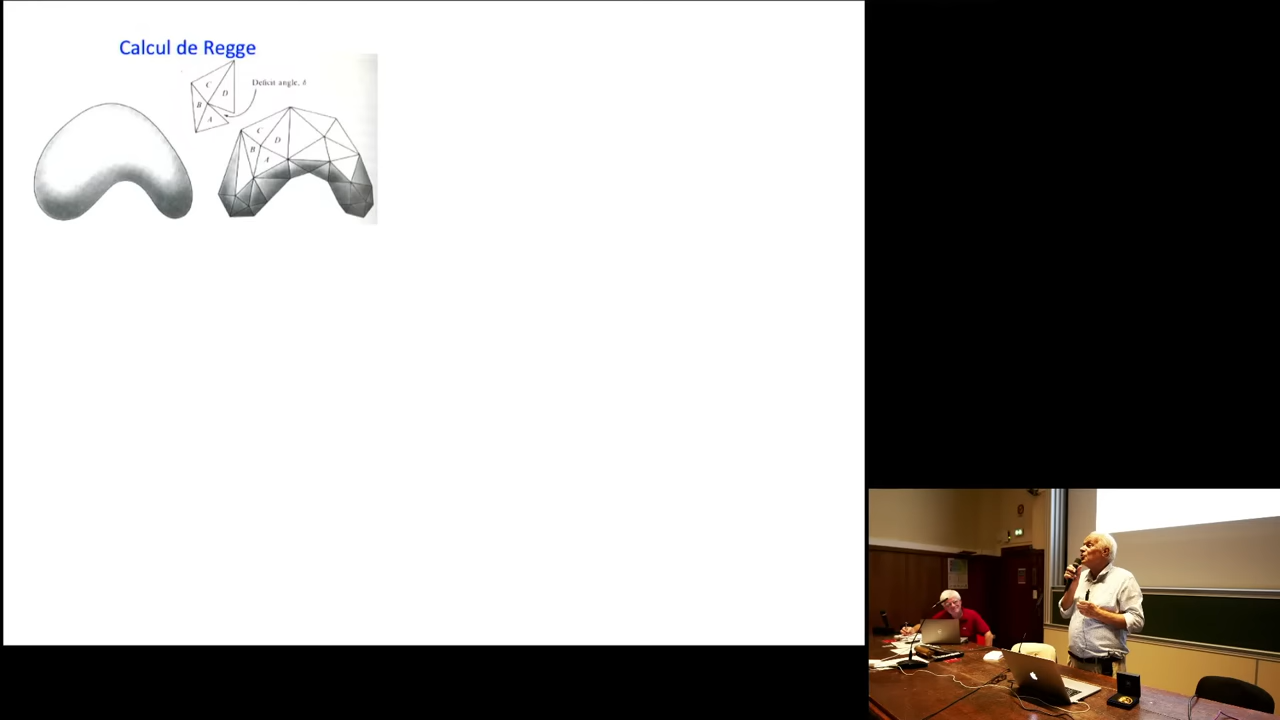 Calcul de Regge
Deficit angle, δ
C
D
B
A
C
D
B
A